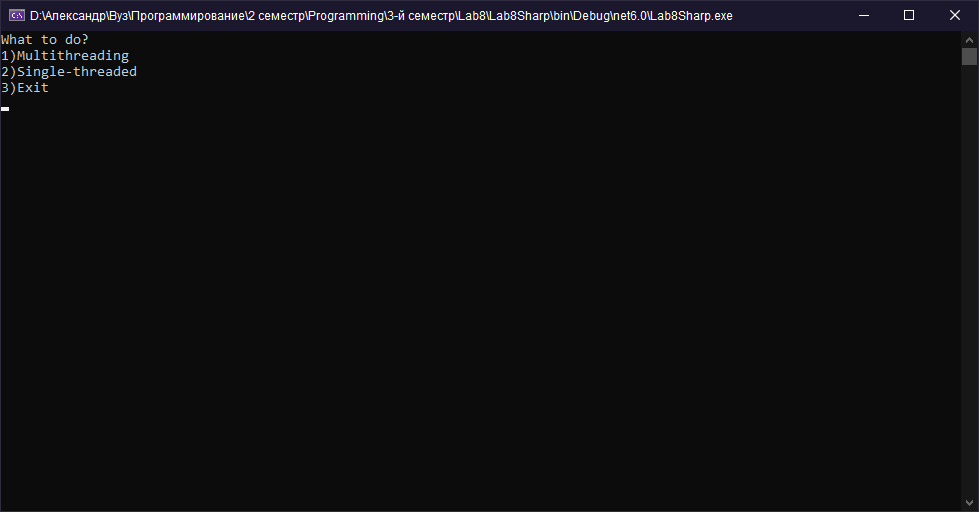 D:\Александр\Вуз\Программирование\2 семестр\Programming\3-й семестр\Lab8\Lab8Sharp\bin\Debug\net6.0\Lab8Sharp.exe
What to do?
1)Multithreading
2)Single-threaded
3)Exit